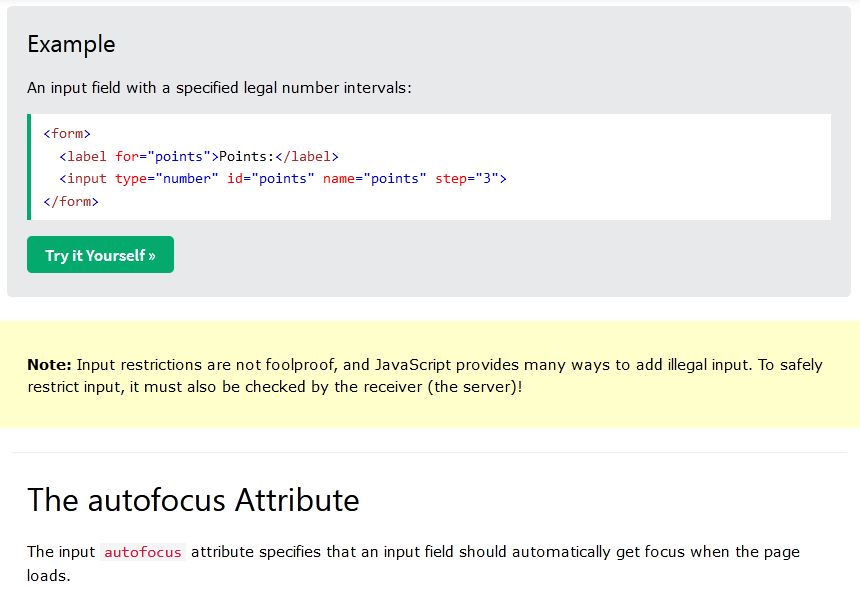 Example
An input field with a specified legal number intervals:
<form>
  <label for="points">Points:</label>
  <input type="number" id="points" name="points" step="3">
</form>
Try it Yourself »
Note: Input restrictions are not foolproof, and JavaScript provides many ways to add illegal input. To safely
restrict input, it must also be checked by the receiver (the server)!
The autofocus Attribute
The input autofocus attribute specifies that an input field should automatically get focus when the page
loads.